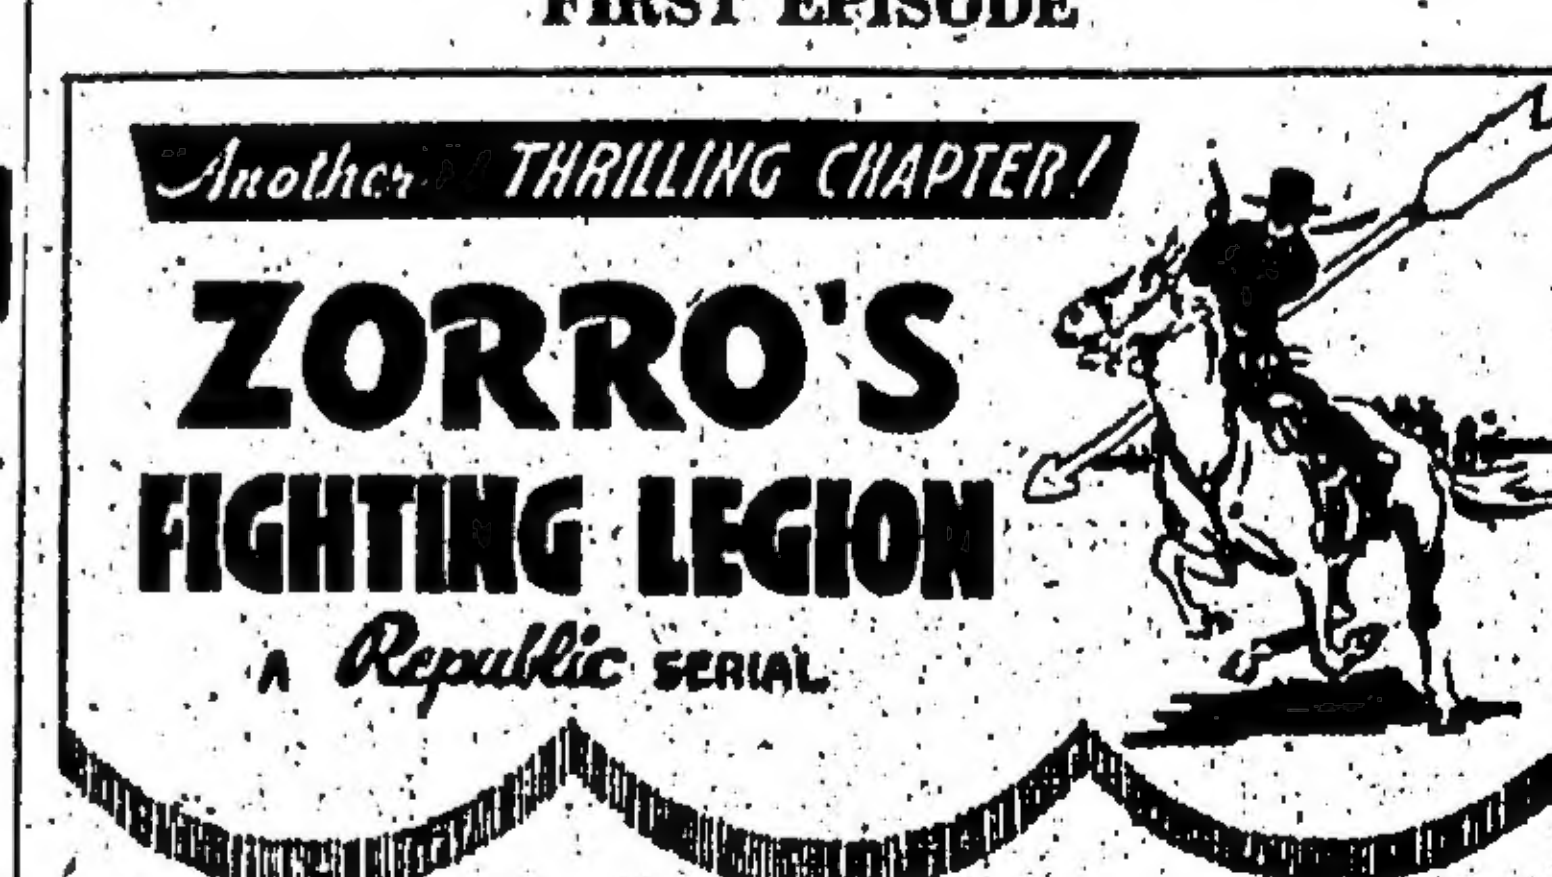 FIRST EPISODE
Another THRILLING CHAPTER!
ZORRO'S
FIGHTING LEGION
A Republic SERIAL